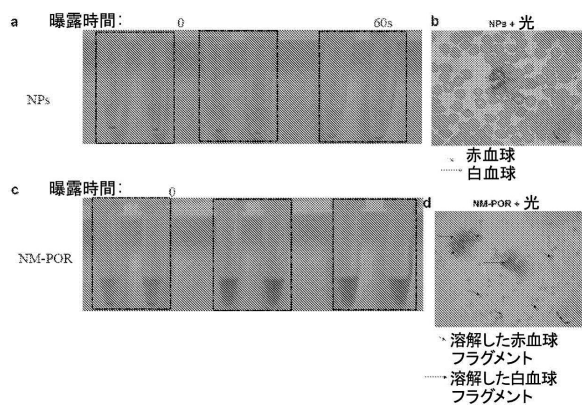 a 曝露時間: 0 60s
NPs
b NPs + 光
赤血球
白血球
c 曝露時間: 0
NM-POR
d NM-POR + 光
溶解した赤血球
フラグメント
溶解した白血球
フラグメント